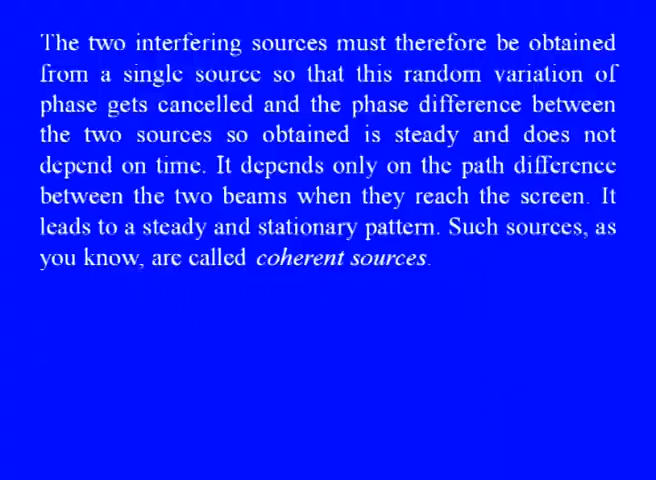 The two interfering sources must therefore be obtained
from a single source so that this random variation of
phase gets cancelled and the phase difference between
the two sources so obtained is steady and does not
depend on time. It depends only on the path difference
between the two beams when they reach the screen. It
leads to a steady and stationary pattern. Such sources, as
you know, are called coherent sources.